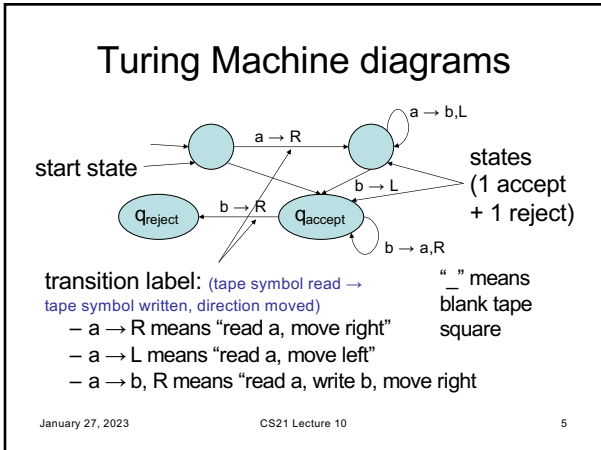 Turing Machine diagrams
a → b,L
a → R
start state
states
(1 accept
+ 1 reject)
b → L
q_reject
b → R
q_accept
b → a,R
transition label: (tape symbol read →
tape symbol written, direction moved)
– a → R means “read a, move right”
– a → L means “read a, move left”
– a → b, R means “read a, write b, move right
“_” means
blank tape
square
January 27, 2023
CS21 Lecture 10
5